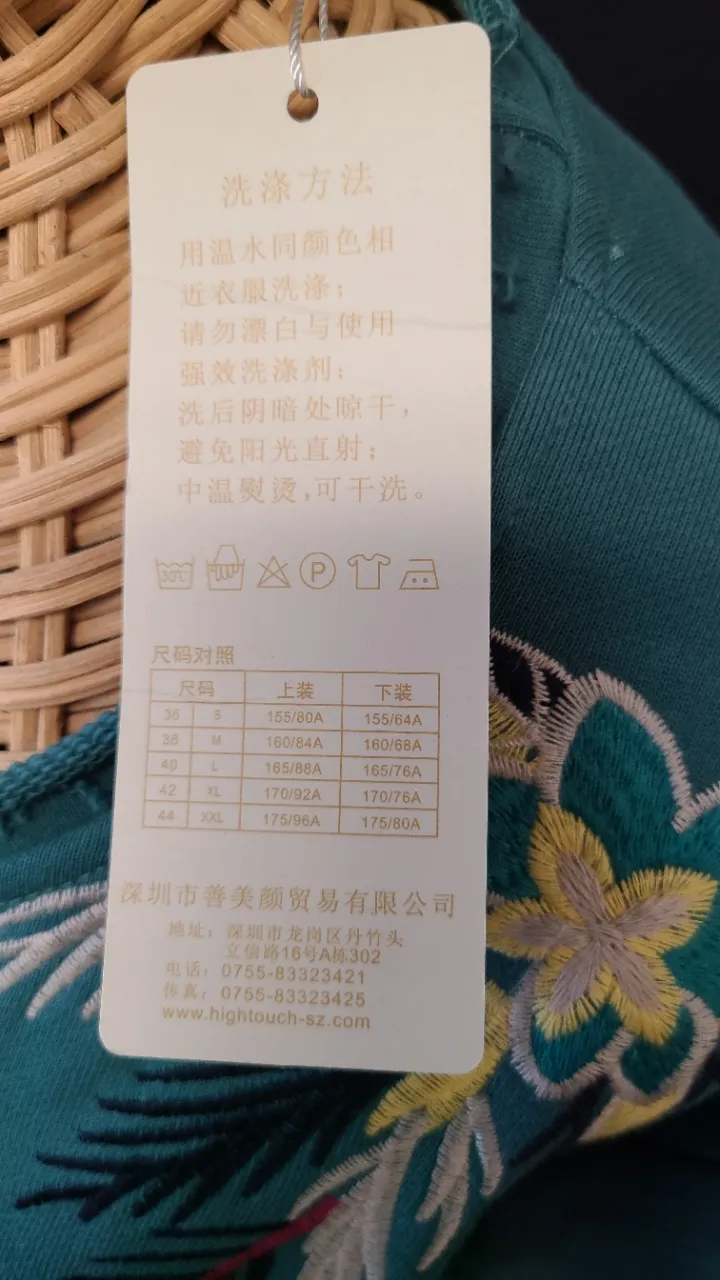 洗涤方法
用温水同颜色相
近衣服洗涤；
请勿漂白与使用
强效洗涤剂；
洗后阴暗处晾干，
避免阳光直射；
中温熨烫,可干洗。
30℃ P
尺码对照
尺码 上装 下装
36 S 155/80A 155/64A
38 M 160/84A 160/68A
40 L 165/88A 165/76A
42 XL 170/92A 170/76A
44 XXL 175/96A 175/80A
深圳市善美颜贸易有限公司
地址：深圳市龙岗区丹竹头
立信路16号A栋302
电话：0755-83323421
传真：0755-83323425
www.hightouch-sz.com